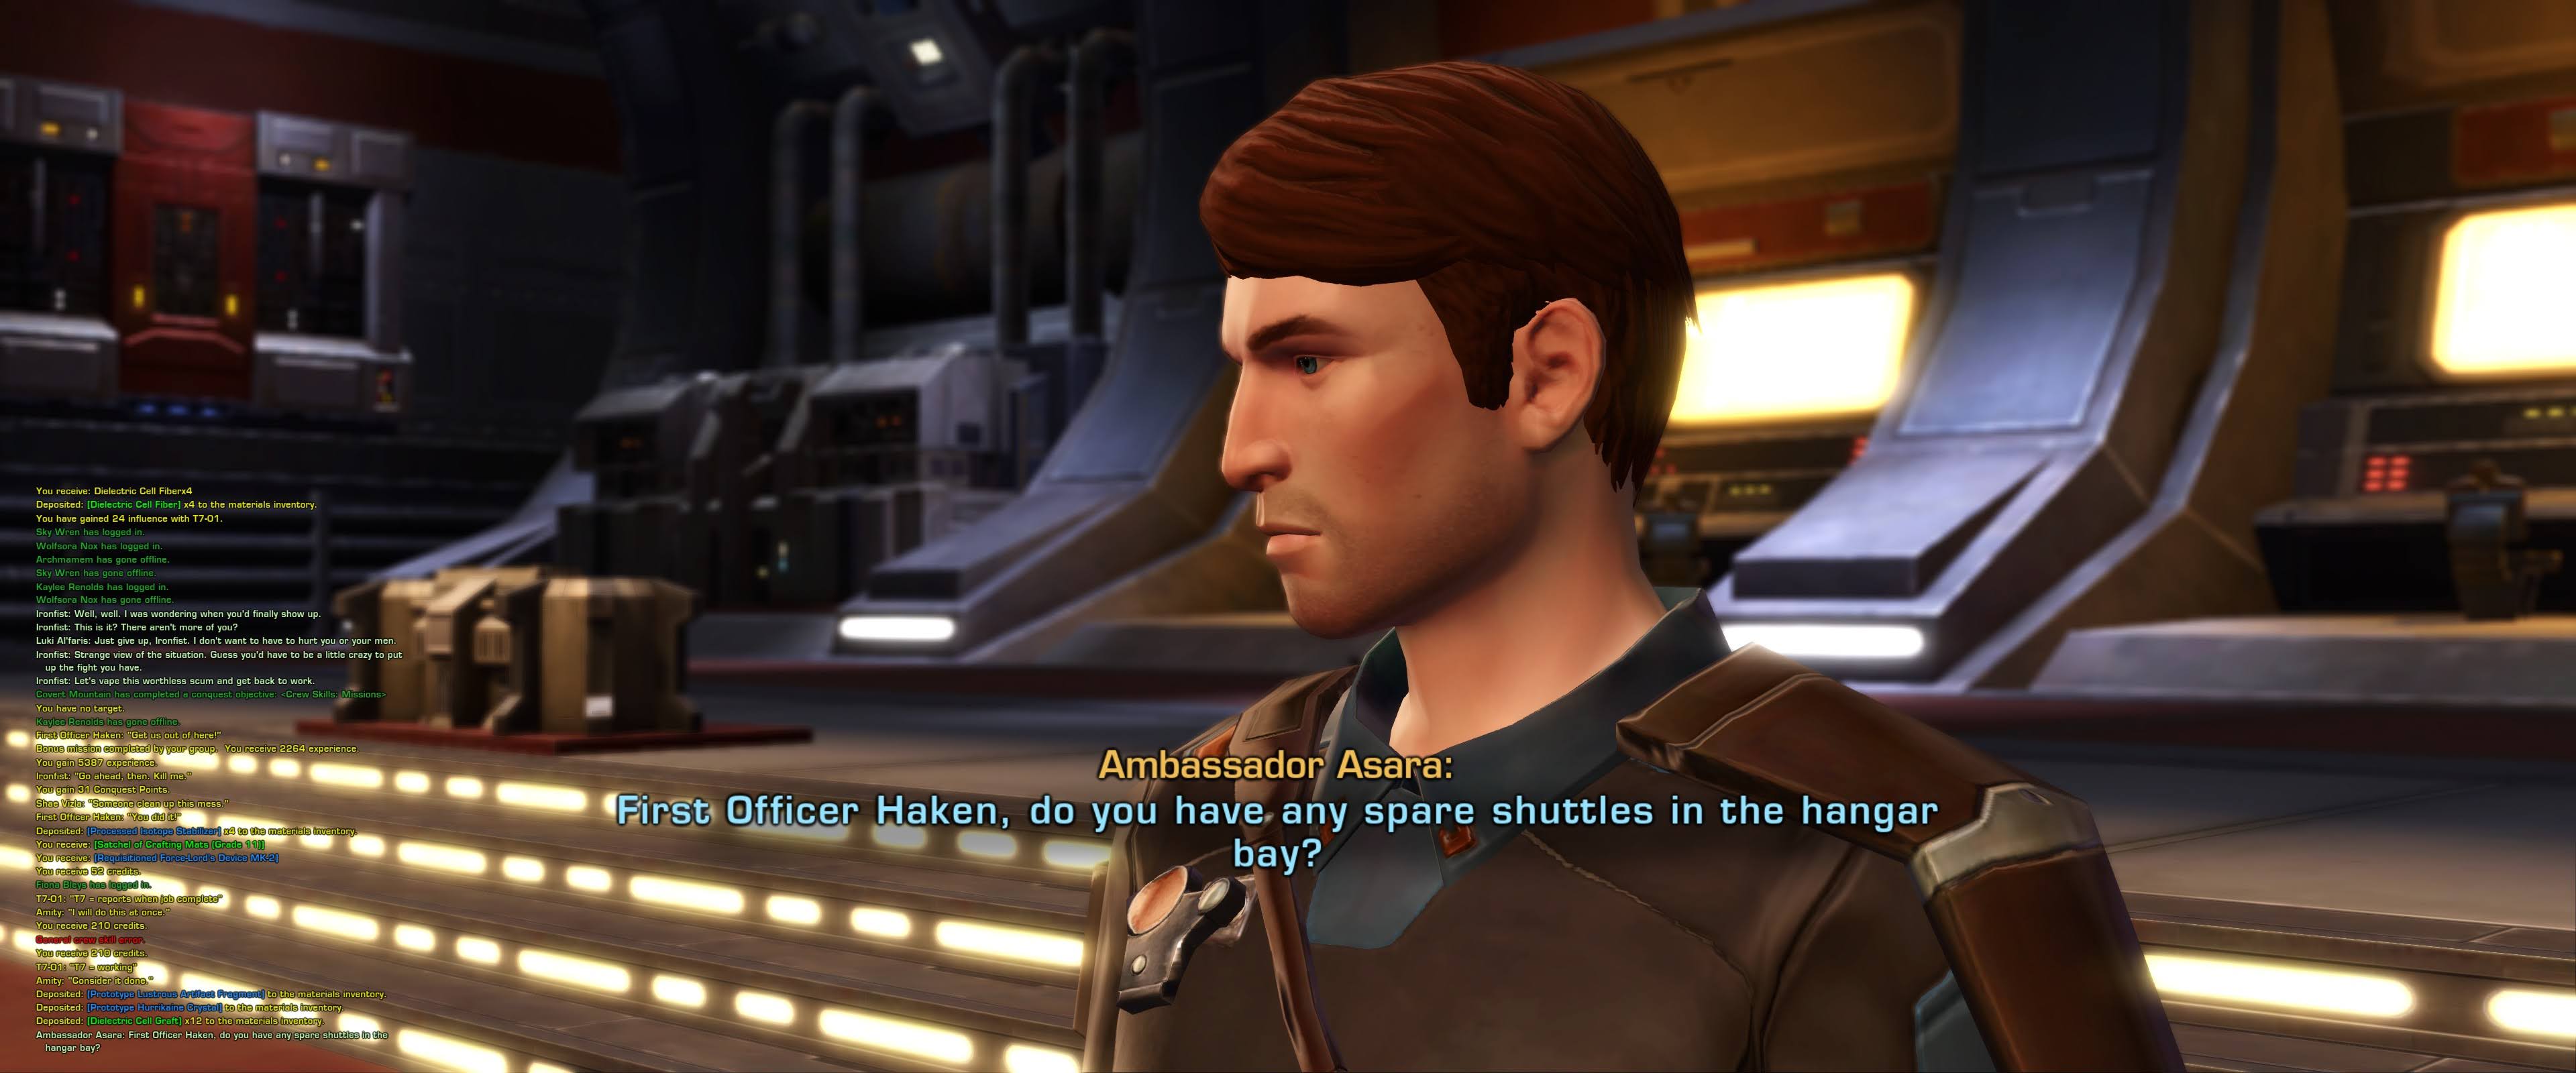 You receive: Dielectric Cell Fiberx4
Deposited: [Dielectric Cell Fiber] x4 to the materials inventory.
You have gained 24 influence with T7-01.
Sky Wren has logged in.
Wolfsora Nox has logged in.
Archmamem has gone offline.
Sky Wren has gone offline.
Kaylee Renolds has logged in.
Wolfsora Nox has gone offline.
Ironfist: Well, well. I was wondering when you'd finally show up.
Ironfist: This is it? There aren't more of you?
Luki Al'faris: Just give up, Ironfist. I don't want to have to hurt you or your men.
Ironfist: Strange view of the situation. Guess you'd have to be a little crazy to put
up the fight you have.
Ironfist: Let's vape this worthless scum and get back to work.
Covert Mountain has completed a conquest objective: <Crew Skills: Missions>
You have no target.
Kaylee Renolds has gone offline.
First Officer Haken: "Get us out of here!"
Bonus mission completed by your group. You receive 2264 experience.
You gain 5387 experience.
Ironfist: "Go ahead, then. Kill me."
You gain 31 Conquest Points.
Shae Vizla: "Someone clean up this mess."
First Officer Haken: "You did it!"
Deposited: [Processed Isotope Stabilizer] x4 to the materials inventory.
You receive: [Satchel of Crafting Mats (Grade 11)]
You receive: [Requisitioned Force-Lord's Device MK-2]
You receive 52 credits.
Fiona Bleys has logged in.
T7-01: "T7 = reports when job complete"
Amity: "I will do this at once."
You receive 210 credits.
General crew skill error.
You receive 210 credits.
T7-01: "T7 = working"
Amity: "Consider it done."
Deposited: [Prototype Lustrous Artifact Fragment] to the materials inventory.
Deposited: [Prototype Hurrikaine Crystal] to the materials inventory.
Deposited: [Dielectric Cell Graft] x12 to the materials inventory.
Ambassador Asara: First Officer Haken, do you have any spare shuttles in the
hangar bay?
Ambassador Asara:
First Officer Haken, do you have any spare shuttles in the hangar
bay?